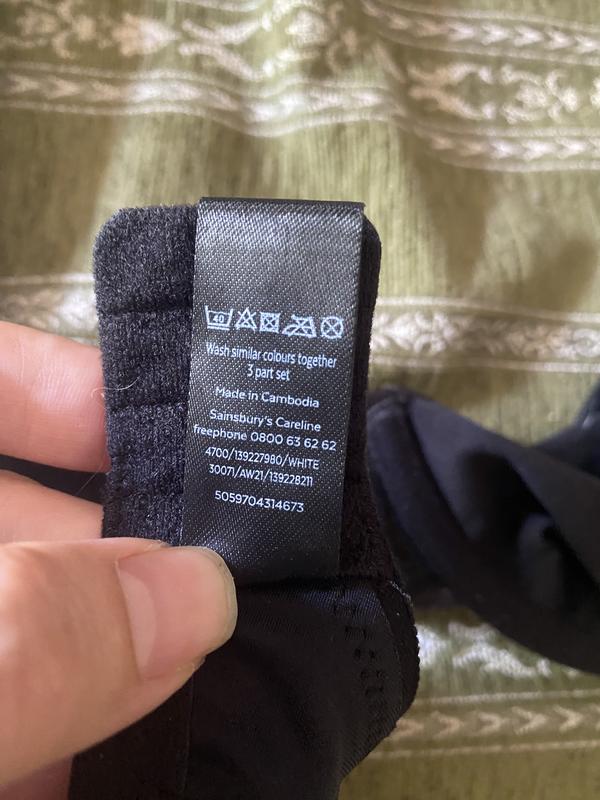 40
Wash similar colours together
3 part set
Made in Cambodia
Sainsbury's Careline
freephone 0800 63 62 62
4700/139227980/WHITE
30071/AW21/139228211
5059704314673